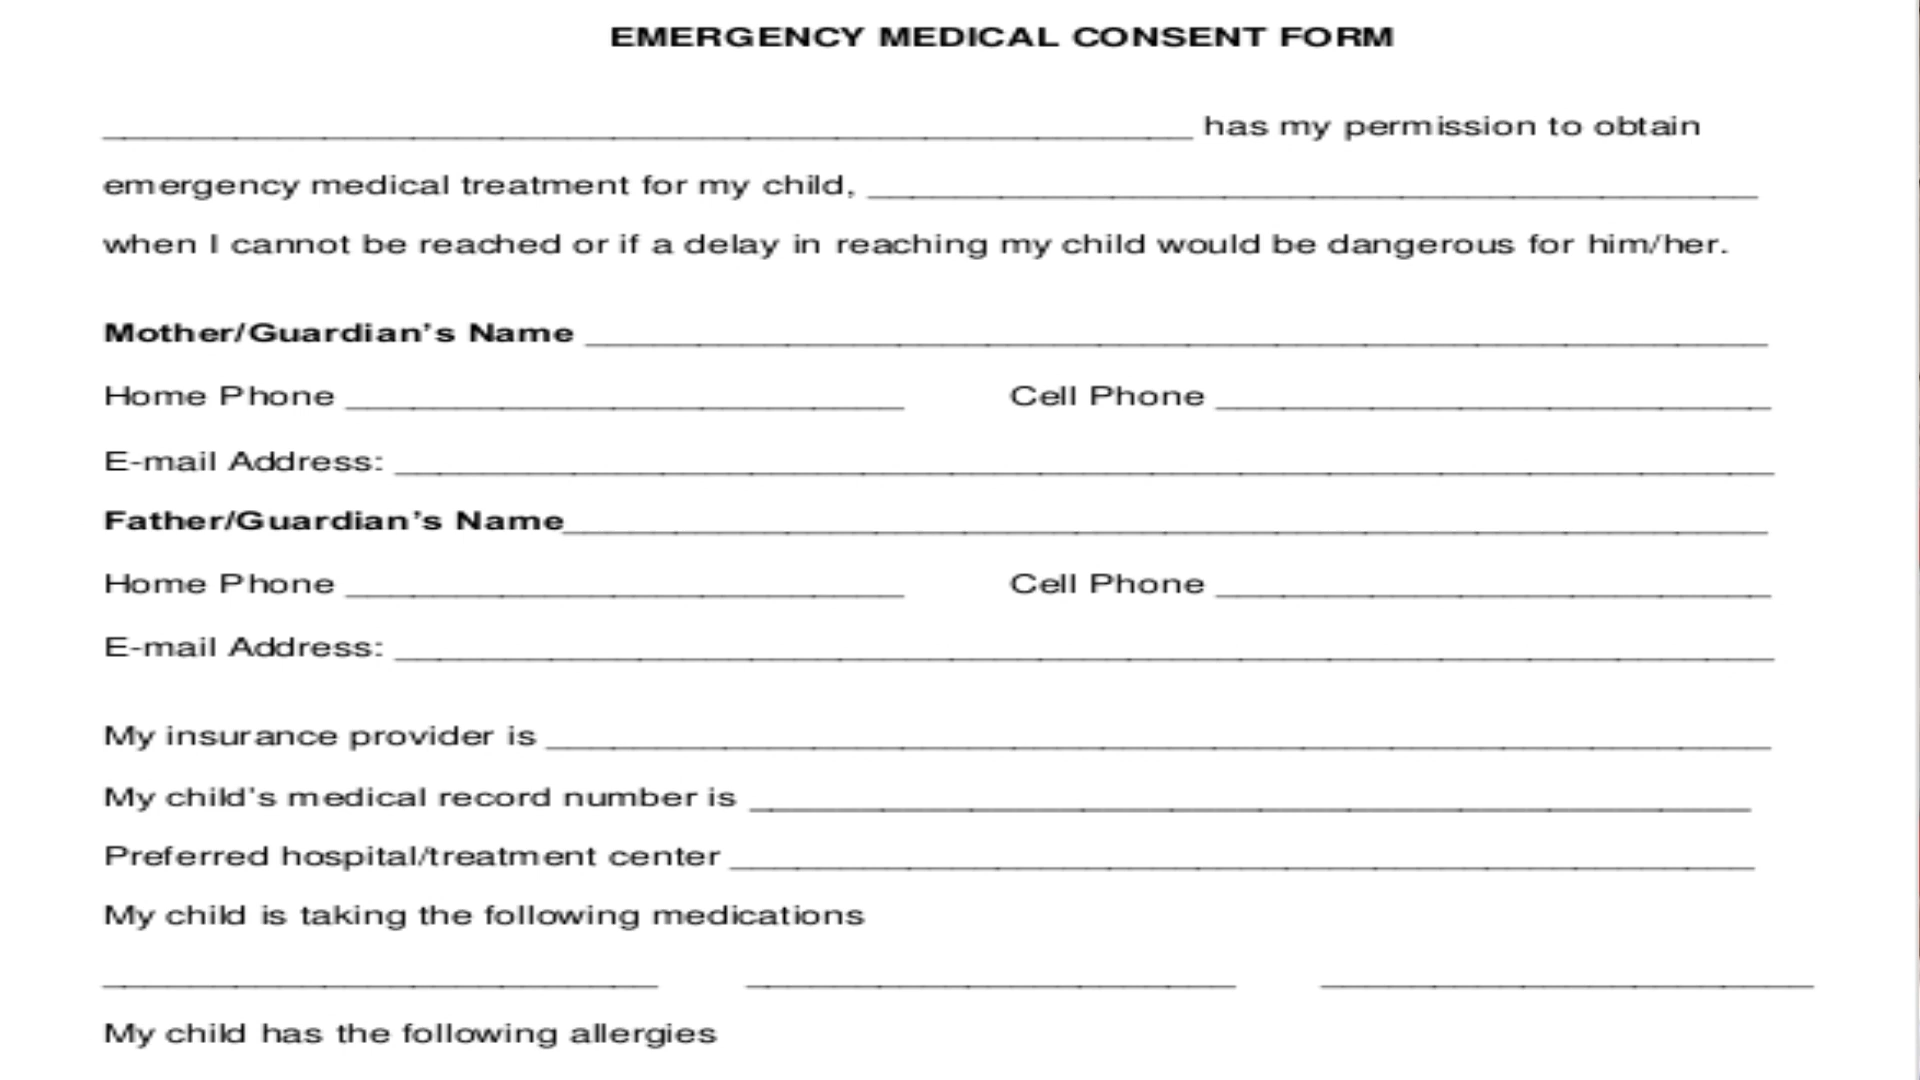 EMERGENCY MEDICAL CONSENT FORM
has my permission to obtain
emergency medical treatment for my child,
when I cannot be reached or if a delay in reaching my child would be dangerous for him/her.
Mother/Guardian's Name
Home Phone Cell Phone
E-mail Address:
Father/Guardian's Name
Home Phone Cell Phone
E-mail Address:
My insurance provider is
My child's medical record number is
Preferred hospital/treatment center
My child is taking the following medications
My child has the following allergies